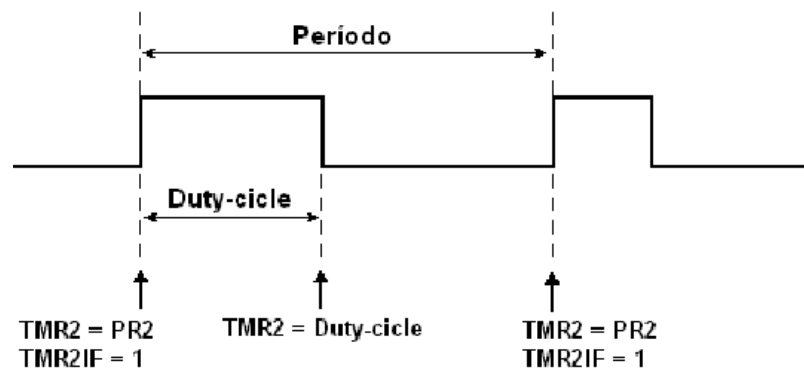 Período
Duty-cicle
TMR2 = PR2
TMR2IF = 1
TMR2 = Duty-cicle
TMR2 = PR2
TMR2IF = 1